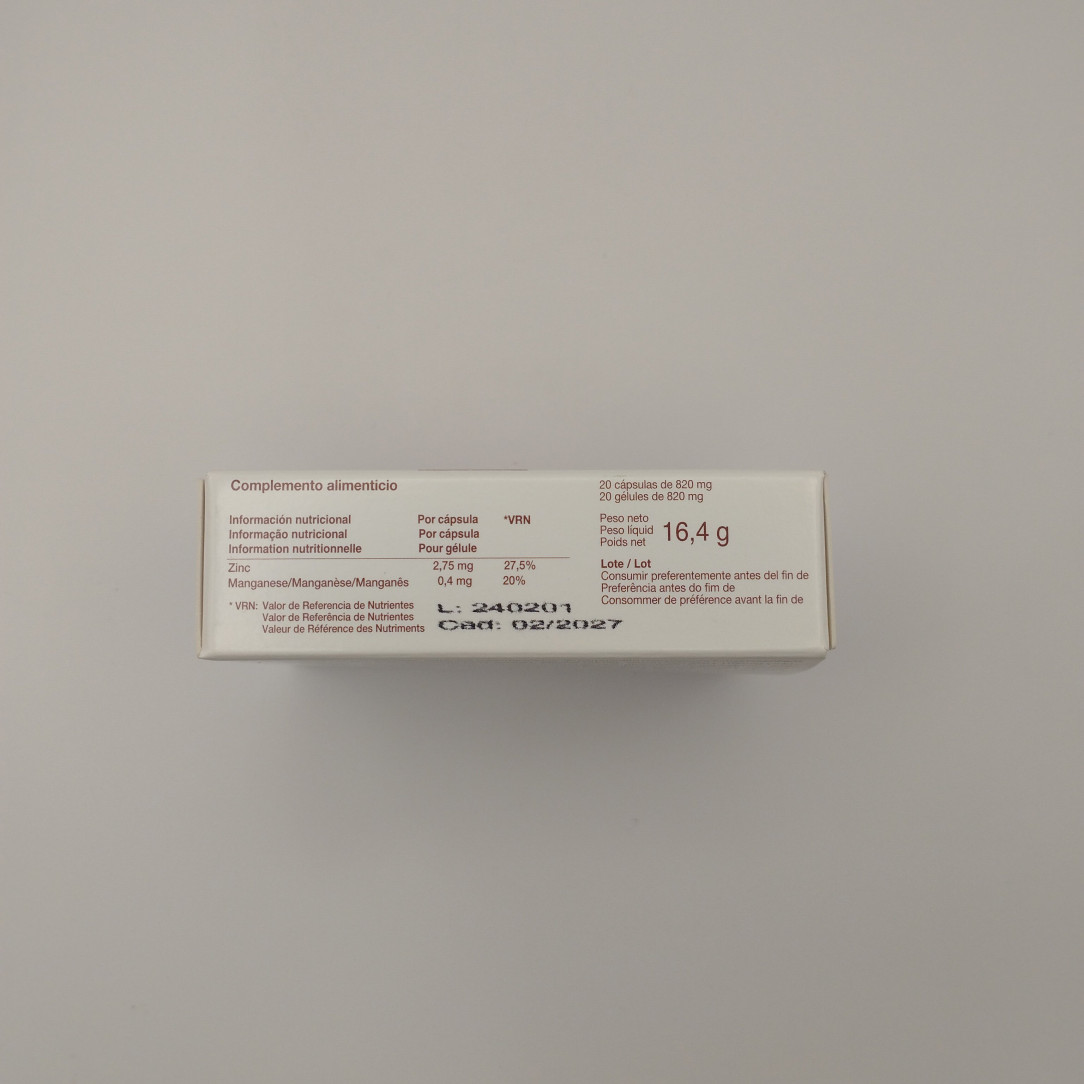 Complemento alimenticio
Información nutricional Por cápsula *VRN
Informação nutricional Por cápsula
Information nutritionnelle Pour gélule
Zinc 2,75 mg 27,5%
Manganese/Manganèse/Manganês 0,4 mg 20%
* VRN: Valor de Referencia de Nutrientes
Valor de Referência de Nutrientes
Valeur de Référence des Nutriments
L: 240201
Cad: 02/2027
20 cápsulas de 820 mg
20 gélules de 820 mg
Peso neto
Peso líquid
Poids net
16,4 g
Lote / Lot
Consumir preferentemente antes del fin de
Preferência antes do fim de
Consommer de préférence avant la fin de